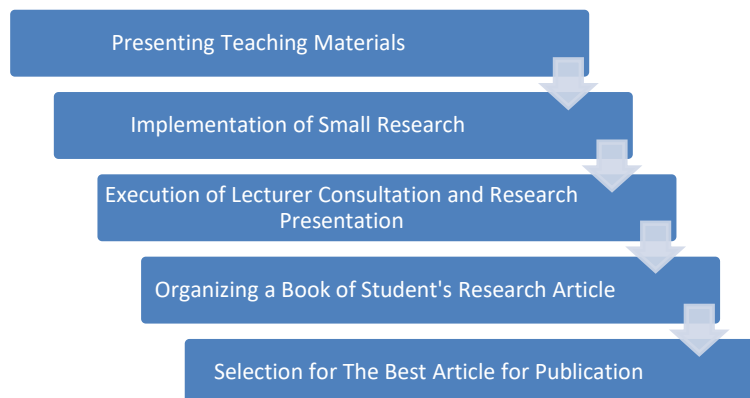 Presenting Teaching Materials
Implementation of Small Research
Execution of Lecturer Consultation and Research
Presentation
Organizing a Book of Student's Research Article
Selection for The Best Article for Publication